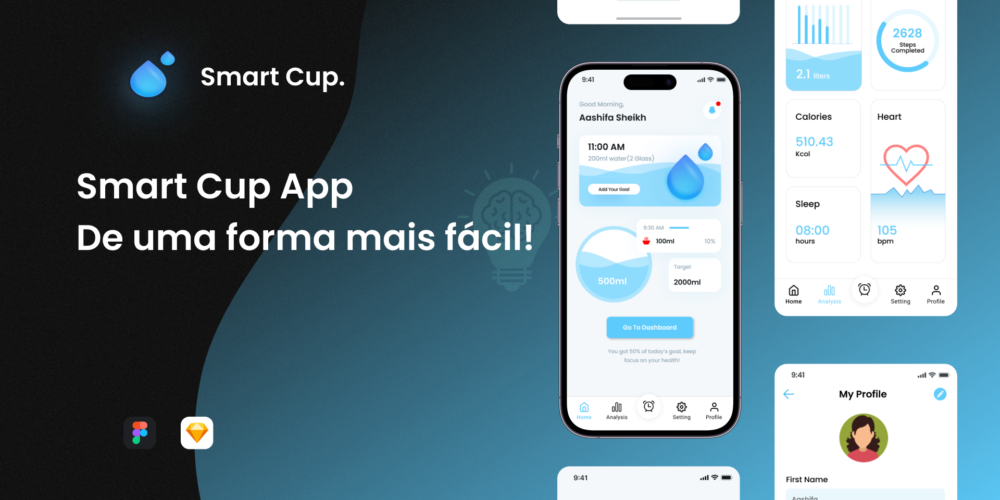 Smart Cup.
Smart Cup App
De uma forma mais fácil!
9:41
Good Morning,
Aashifa Sheikh
11:00 AM
200ml water(2 Glass)
Add Your Goal
9:30 AM
100ml
10%
500ml
Target
2000ml
Go To Dashboard
You got 50% of today's goal, keep
focus on your health!
Home
Analysis
Setting
Profile
9:41
2.1 liters
2628
Steps
Completed
Calories
510.43
Kcol
Heart
105
bpm
Sleep
08:00
hours
Home
Analysis
Setting
Profile
9:41
My Profile
First Name
Aashifa